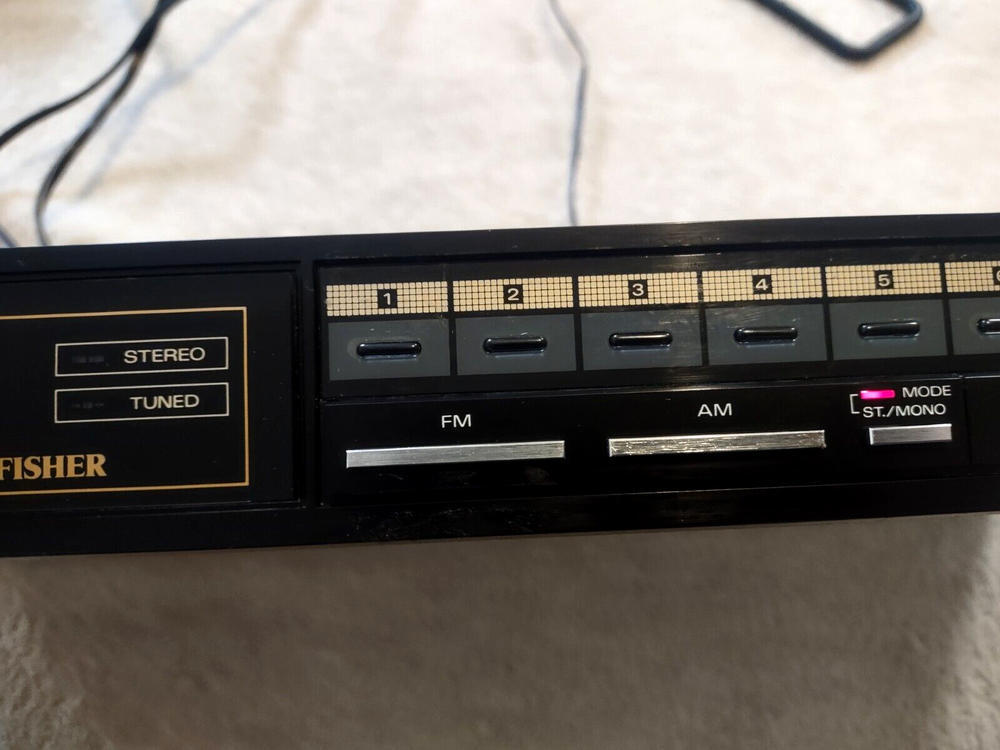 1 2 3 4 5
STEREO
TUNED
FISHER
FM
AM
MODE
ST./MONO